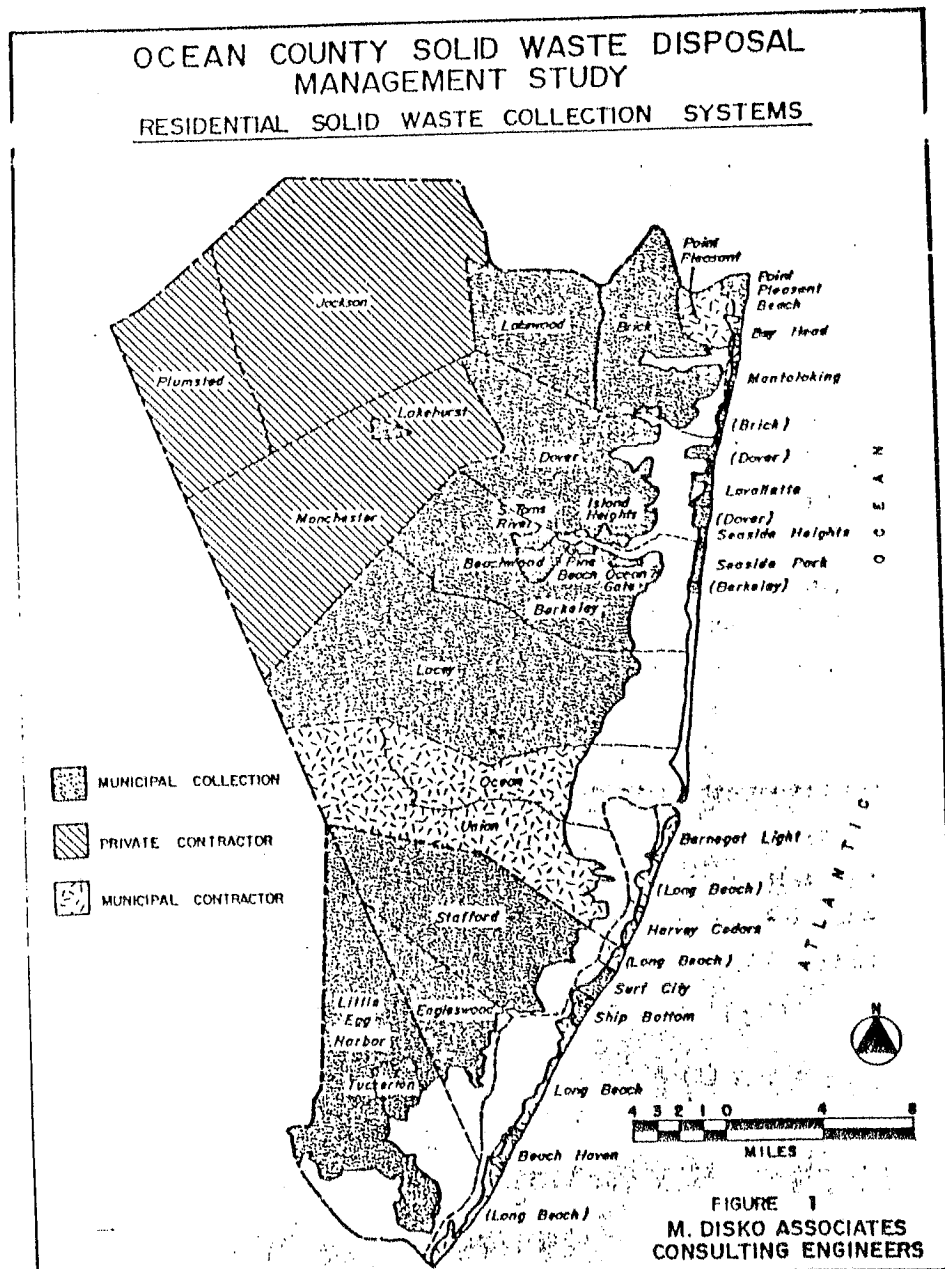 OCEAN COUNTY SOLID WASTE DISPOSAL
MANAGEMENT STUDY
RESIDENTIAL SOLID WASTE COLLECTION SYSTEMS
Point
Pleasant
Point
Pleasant
Beach
Bay Head
Mantoloking
(Brick)
(Dover)
Lavallette
(Dover)
Seaside Heights
Seaside Park
(Berkeley)
Jackson
Lakewood
Brick
Plumsted
Lakehurst
Dover
Manchester
S. Toms
River
Island
Heights
Beachwood
Pine
Beach
Ocean
Gate
Berkeley
Lacey
Ocean
Union
MUNICIPAL COLLECTION
PRIVATE CONTRACTOR
MUNICIPAL CONTRACTOR
Stafford
Eagleswood
Little
Egg
Harbor
Tuckerton
Barnegat Light
(Long Beach)
Harvey Cedars
(Long Beach)
Surf City
Ship Bottom
Long Beach
Beach Haven
(Long Beach)
ATLANTIC
OCEAN
N
4 3 2 1 0 4 8
MILES
FIGURE 1
M. DISKO ASSOCIATES
CONSULTING ENGINEERS